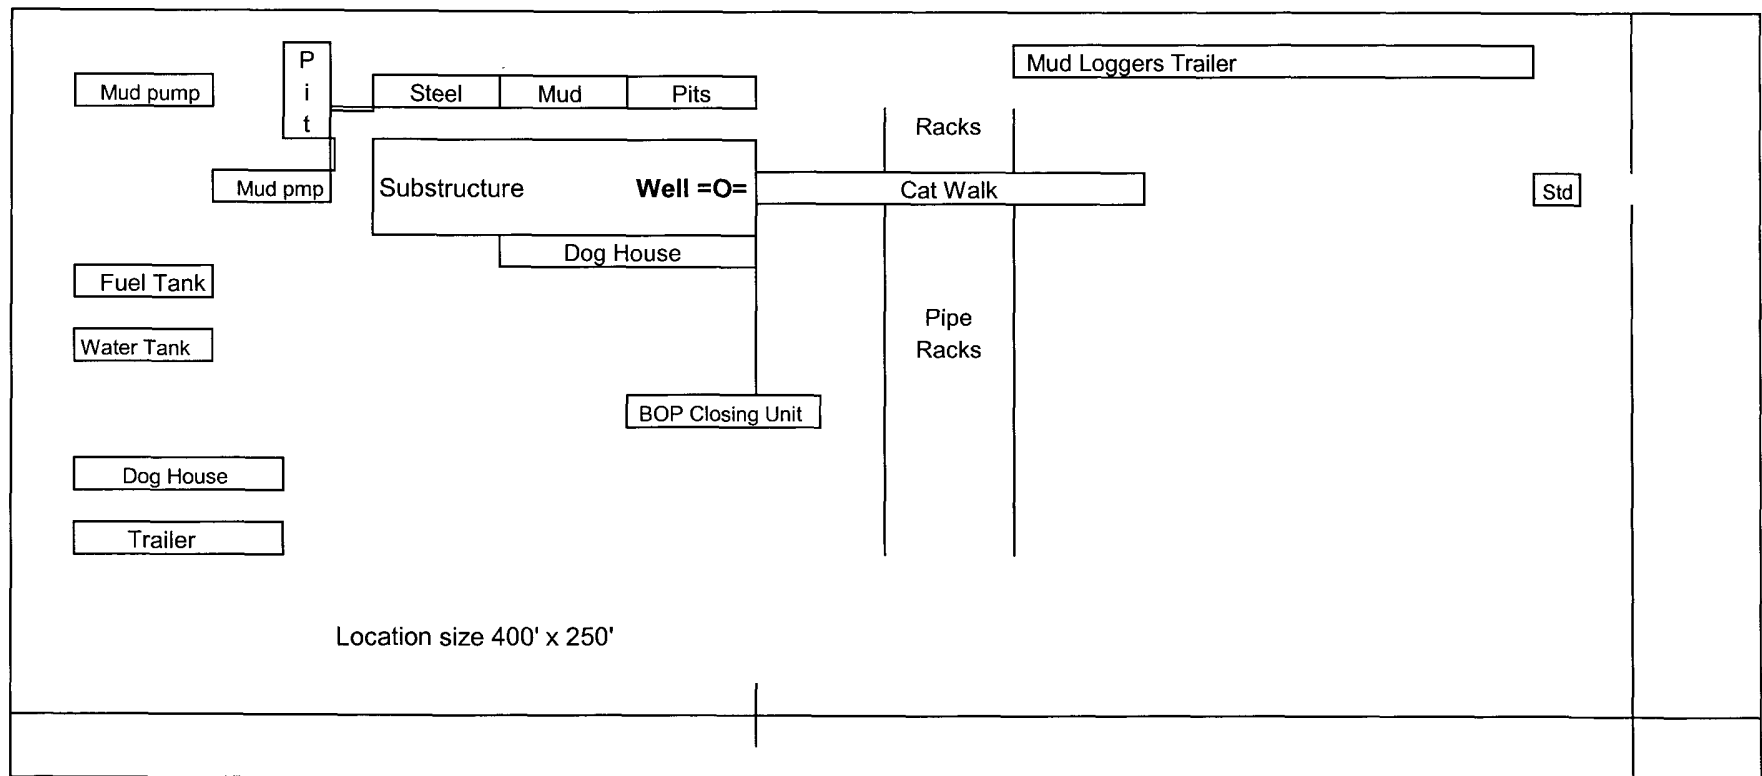 Mud Loggers Trailer
P
i
t
Mud pump
Steel Mud Pits
Racks
Mud pmp
Substructure Well =O=
Cat Walk
Std
Dog House
Fuel Tank
Pipe
Racks
Water Tank
BOP Closing Unit
Dog House
Trailer
Location size 400' x 250'